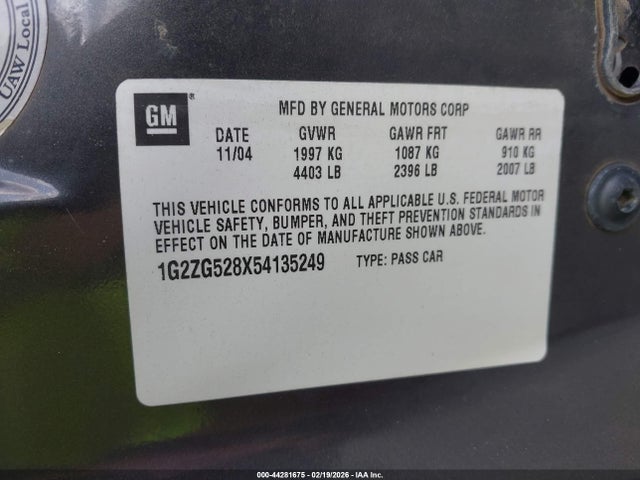 UAW Local
GM
®
MFD BY GENERAL MOTORS CORP
DATE GVWR GAWR FRT GAWR RR
11/04 1997 KG 1087 KG 910 KG
4403 LB 2396 LB 2007 LB
THIS VEHICLE CONFORMS TO ALL APPLICABLE U.S. FEDERAL MOTOR
VEHICLE SAFETY, BUMPER, AND THEFT PREVENTION STANDARDS IN
EFFECT ON THE DATE OF MANUFACTURE SHOWN ABOVE.
1G2ZG528X54135249 TYPE: PASS CAR
000-44281675 - 02/19/2026 - IAA Inc.